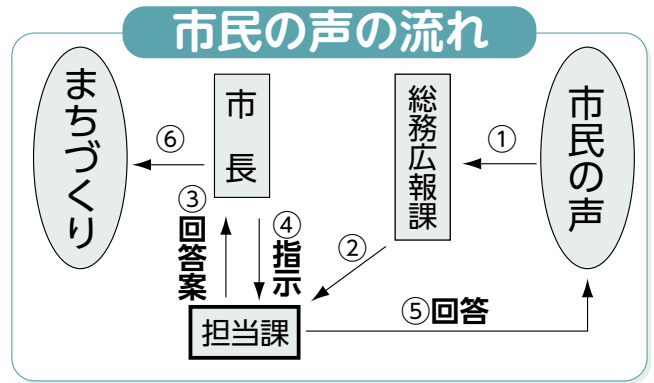 市民の声の流れ
市民の声
①
総務広報課
②
担当課
③
回答案
④
指示
市長
⑤回答
⑥
まちづくり